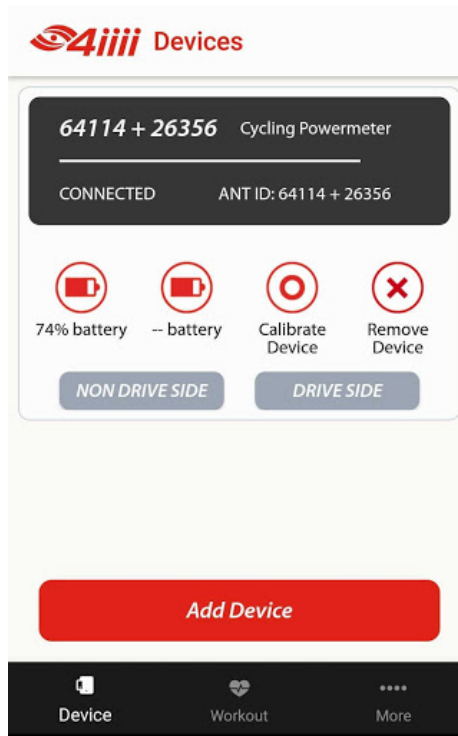 4iiii Devices
64114 + 26356 Cycling Powermeter
CONNECTED ANT ID: 64114 + 26356
74% battery -- battery Calibrate Device Remove Device
NON DRIVE SIDE DRIVE SIDE
Add Device
Device Workout More